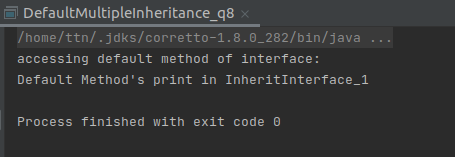 DefaultMultipleInheritance_q8
/home/ttn/.jdks/corretto-1.8.0_282/bin/java ...
accessing default method of interface:
Default Method's print in InheritInterface_1
Process finished with exit code 0